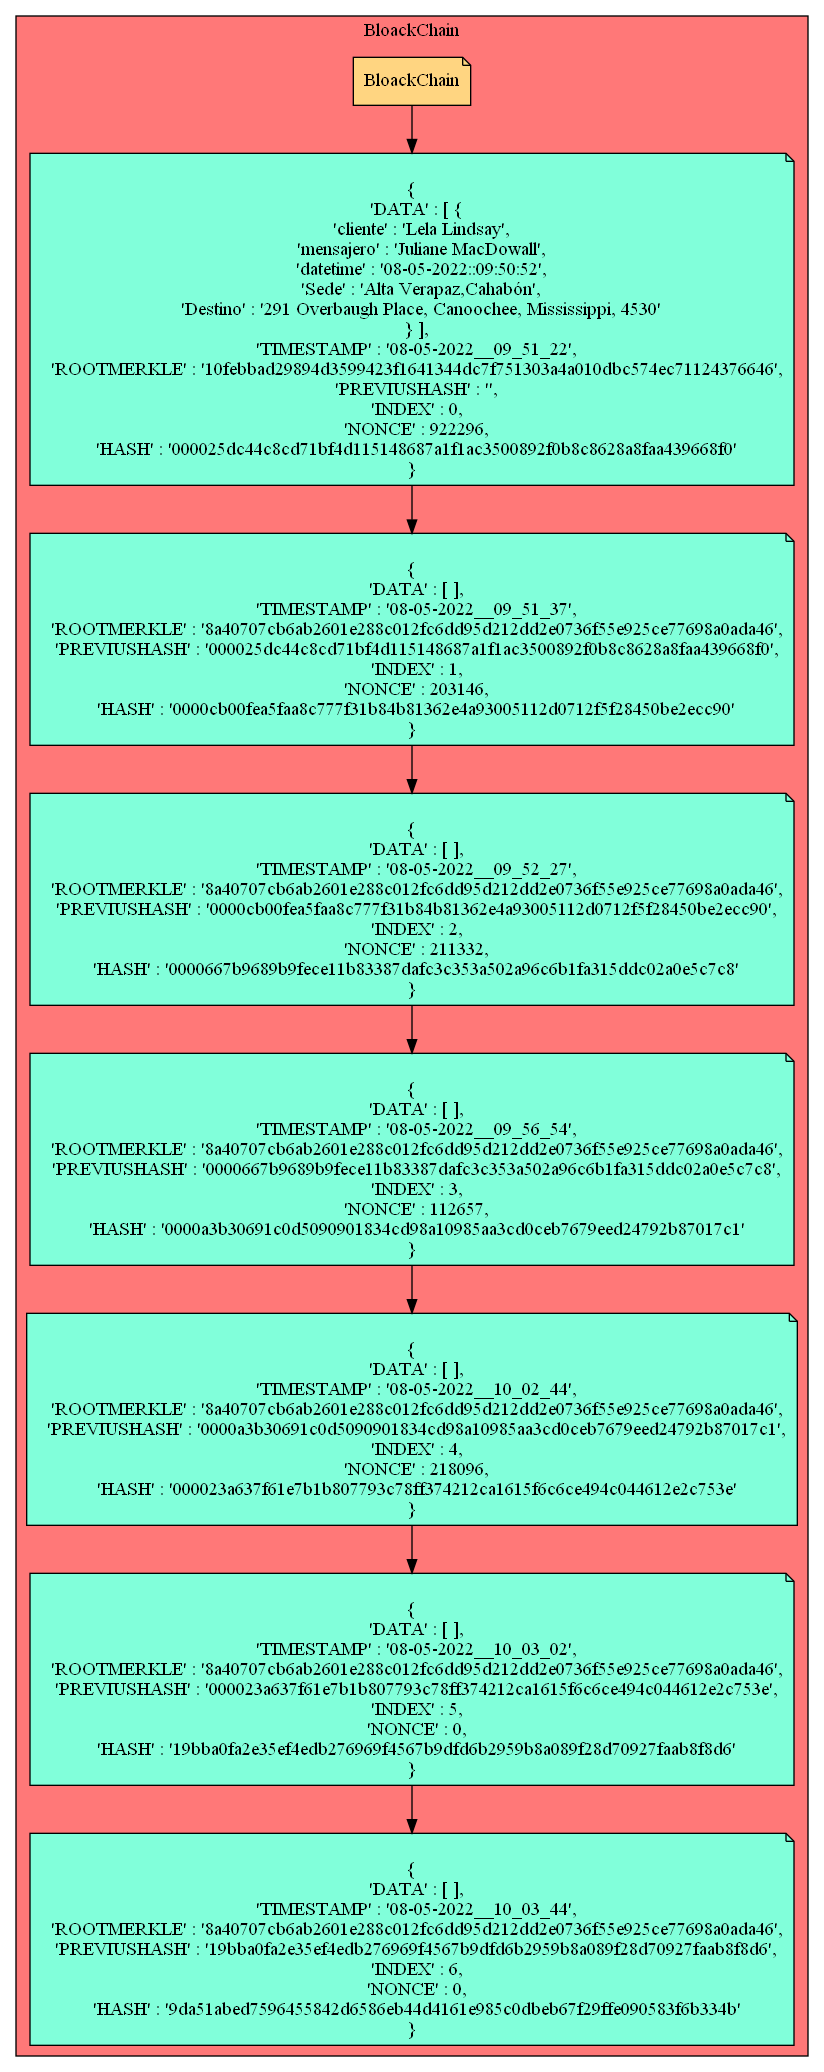 BloackChain
BloackChain
{
'DATA' : [ {
'cliente' : 'Lela Lindsay',
'mensajero' : 'Juliane MacDowall',
'datetime' : '08-05-2022::09:50:52',
'Sede' : 'Alta Verapaz,Cahabón',
'Destino' : '291 Overbaugh Place, Canoochee, Mississippi, 4530'
} ],
'TIMESTAMP' : '08-05-2022__09_51_22',
'ROOTMERKLE' : '10febbad29894d3599423f1641344dc7f751303a4a010dbc574ec71124376646',
'PREVIUSHASH' : '',
'INDEX' : 0,
'NONCE' : 922296,
'HASH' : '000025dc44c8cd71bf4d115148687a1f1ac3500892f0b8c8628a8faa439668f0'
}
{
'DATA' : [ ],
'TIMESTAMP' : '08-05-2022__09_51_37',
'ROOTMERKLE' : '8a40707cb6ab2601e288c012fc6dd95d212dd2e0736f55e925ce77698a0ada46',
'PREVIUSHASH' : '000025dc44c8cd71bf4d115148687a1f1ac3500892f0b8c8628a8faa439668f0',
'INDEX' : 1,
'NONCE' : 203146,
'HASH' : '0000cb00fea5faa8c777f31b84b81362e4a93005112d0712f5f28450be2ecc90'
}
{
'DATA' : [ ],
'TIMESTAMP' : '08-05-2022__09_52_27',
'ROOTMERKLE' : '8a40707cb6ab2601e288c012fc6dd95d212dd2e0736f55e925ce77698a0ada46',
'PREVIUSHASH' : '0000cb00fea5faa8c777f31b84b81362e4a93005112d0712f5f28450be2ecc90',
'INDEX' : 2,
'NONCE' : 211332,
'HASH' : '0000667b9689b9fece11b83387dafc3c353a502a96c6b1fa315ddc02a0e5c7c8'
}
{
'DATA' : [ ],
'TIMESTAMP' : '08-05-2022__09_56_54',
'ROOTMERKLE' : '8a40707cb6ab2601e288c012fc6dd95d212dd2e0736f55e925ce77698a0ada46',
'PREVIUSHASH' : '0000667b9689b9fece11b83387dafc3c353a502a96c6b1fa315ddc02a0e5c7c8',
'INDEX' : 3,
'NONCE' : 112657,
'HASH' : '0000a3b30691c0d5090901834cd98a10985aa3cd0ceb7679eed24792b87017c1'
}
{
'DATA' : [ ],
'TIMESTAMP' : '08-05-2022__10_02_44',
'ROOTMERKLE' : '8a40707cb6ab2601e288c012fc6dd95d212dd2e0736f55e925ce77698a0ada46',
'PREVIUSHASH' : '0000a3b30691c0d5090901834cd98a10985aa3cd0ceb7679eed24792b87017c1',
'INDEX' : 4,
'NONCE' : 218096,
'HASH' : '000023a637f61e7b1b807793c78ff374212ca1615f6c6ce494c044612e2c753e'
}
{
'DATA' : [ ],
'TIMESTAMP' : '08-05-2022__10_03_02',
'ROOTMERKLE' : '8a40707cb6ab2601e288c012fc6dd95d212dd2e0736f55e925ce77698a0ada46',
'PREVIUSHASH' : '000023a637f61e7b1b807793c78ff374212ca1615f6c6ce494c044612e2c753e',
'INDEX' : 5,
'NONCE' : 0,
'HASH' : '19bba0fa2e35ef4edb276969f4567b9dfd6b2959b8a089f28d70927faab8f8d6'
}
{
'DATA' : [ ],
'TIMESTAMP' : '08-05-2022__10_03_44',
'ROOTMERKLE' : '8a40707cb6ab2601e288c012fc6dd95d212dd2e0736f55e925ce77698a0ada46',
'PREVIUSHASH' : '19bba0fa2e35ef4edb276969f4567b9dfd6b2959b8a089f28d70927faab8f8d6',
'INDEX' : 6,
'NONCE' : 0,
'HASH' : '9da51abed7596455842d6586eb44d4161e985c0dbeb67f29ffe090583f6b334b'
}